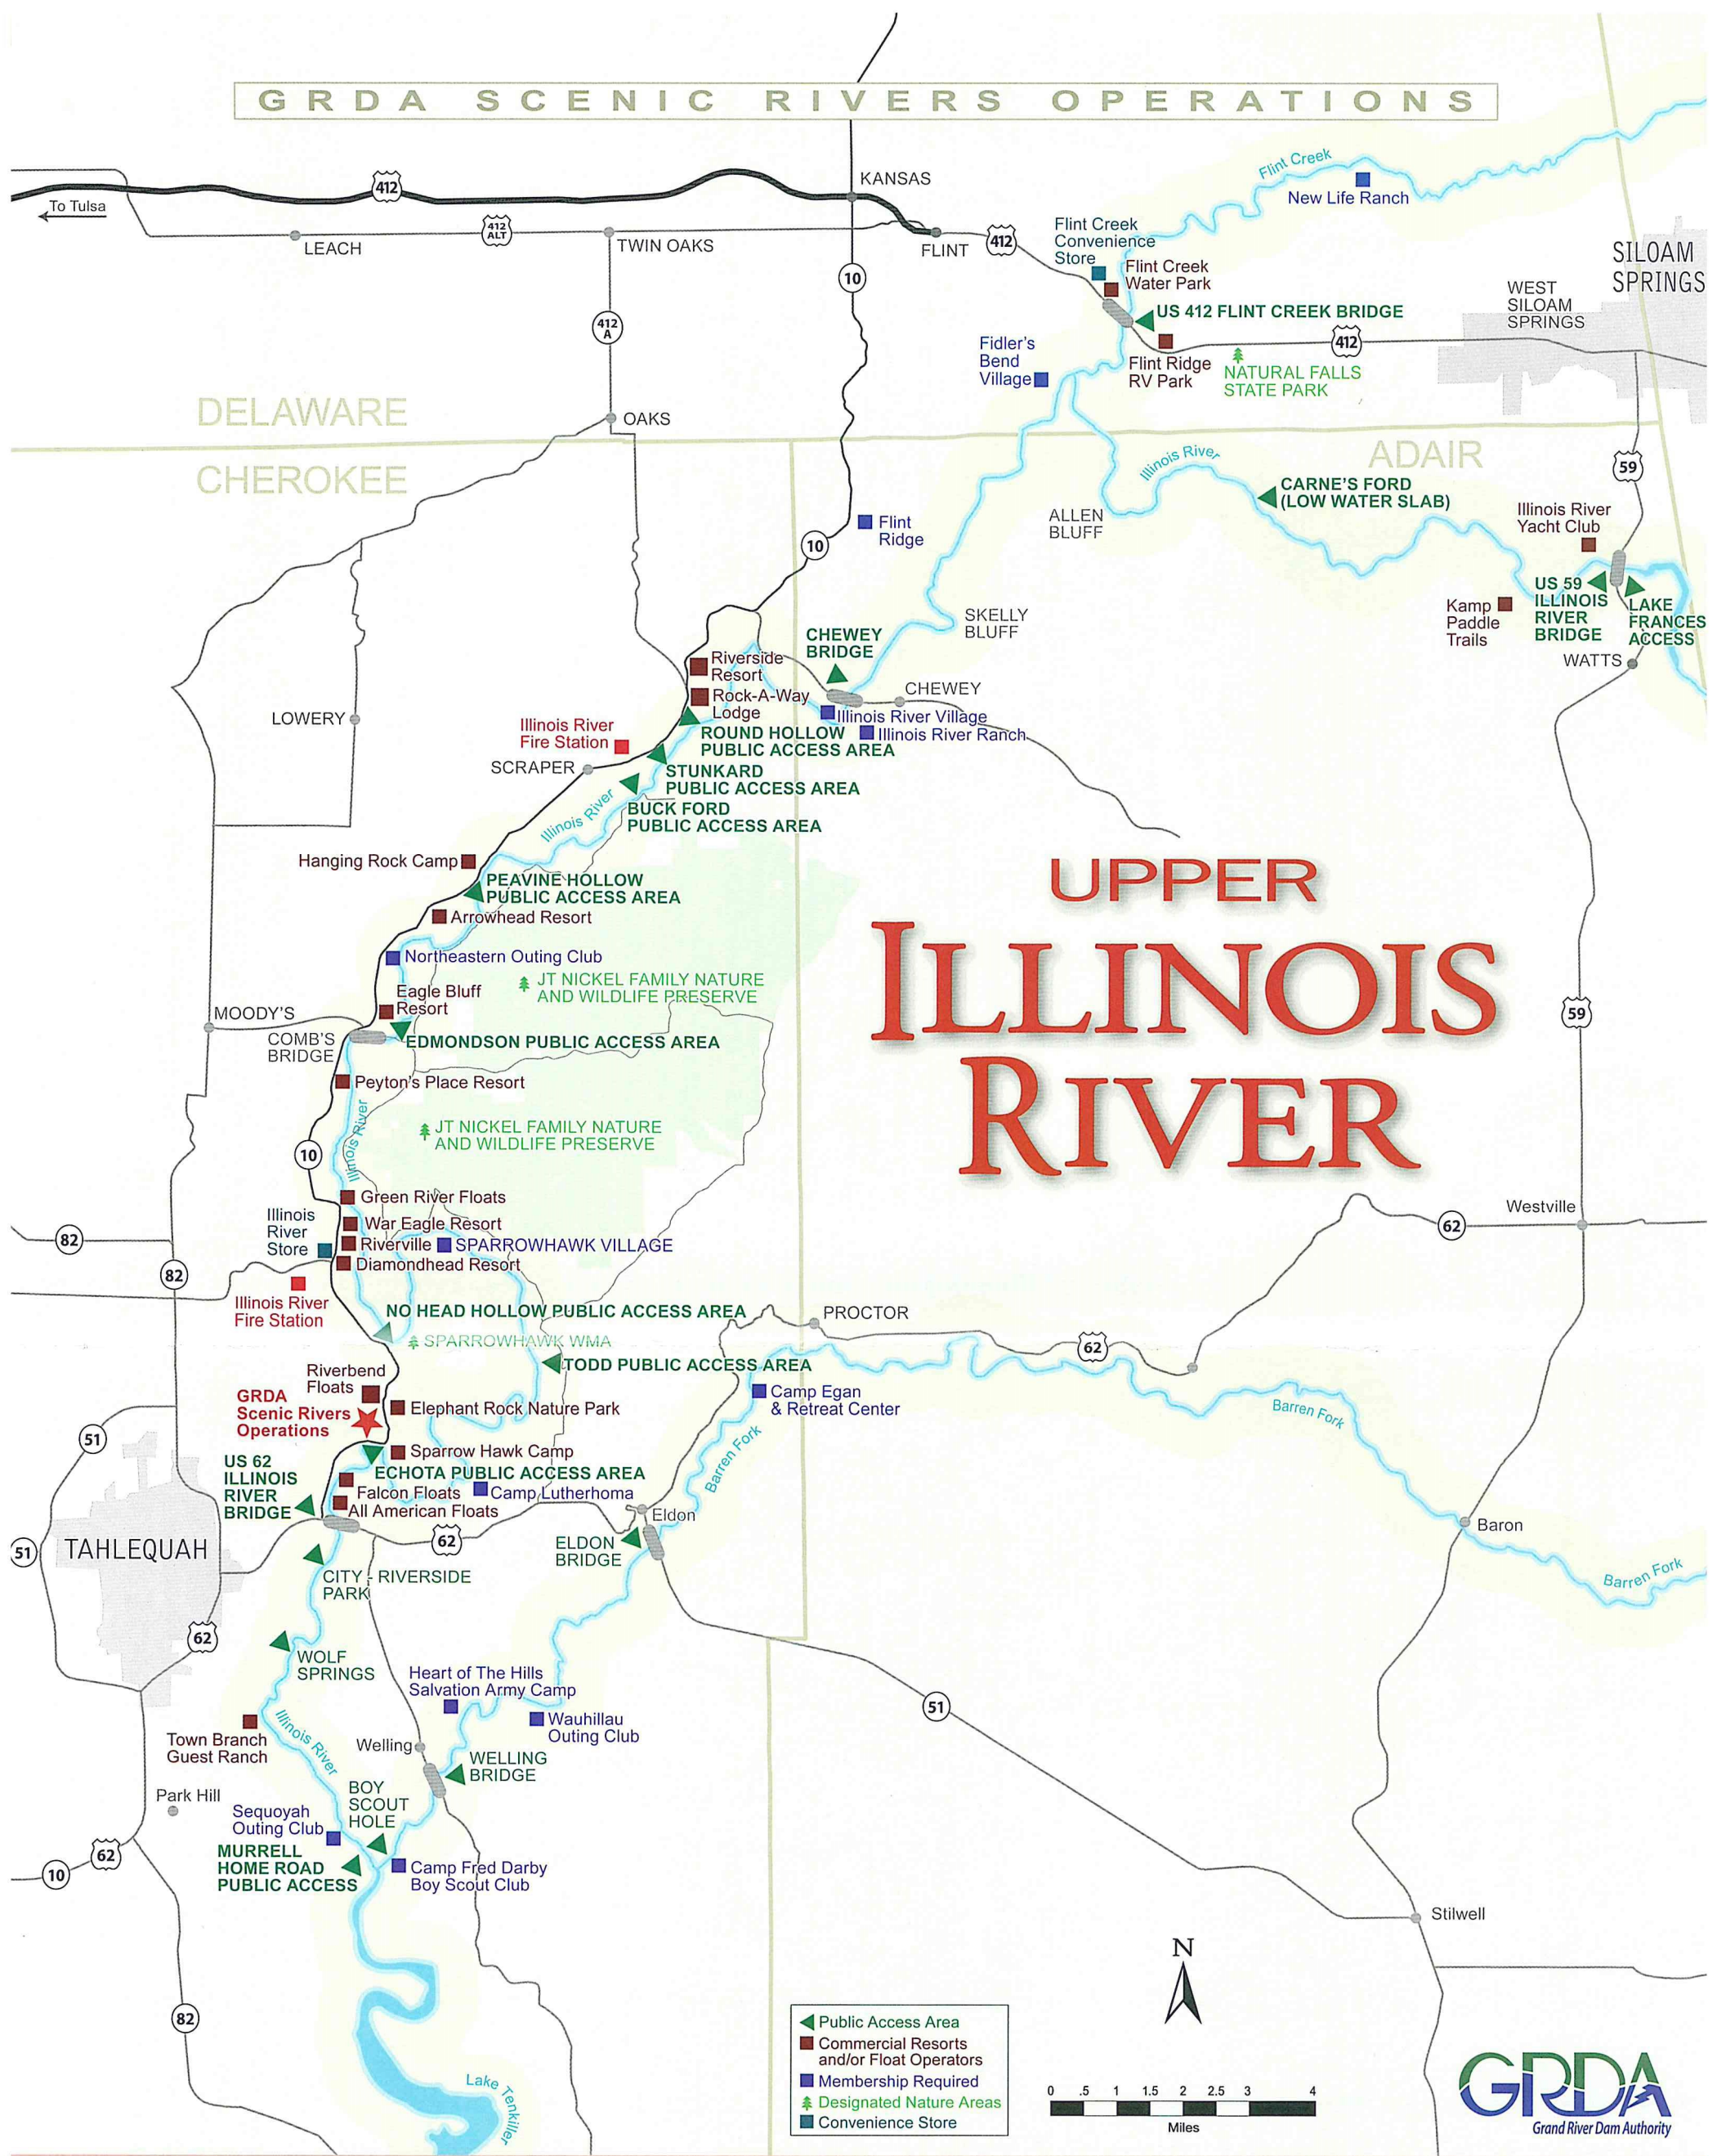 GRDA SCENIC RIVERS OPERATIONS
412
To Tulsa
KANSAS
Flint Creek
New Life Ranch
LEACH
412
ALT
TWIN OAKS
FLINT
412
Flint Creek
Convenience
Store
Flint Creek
Water Park
SILOAM
SPRINGS
WEST
SILOAM
SPRINGS
10
412
A
US 412 FLINT CREEK BRIDGE
412
Fidler's
Bend
Village
Flint Ridge
RV Park
NATURAL FALLS
STATE PARK
DELAWARE
OAKS
CHEROKEE
ADAIR
Illinois River
59
CARNE'S FORD
(LOW WATER SLAB)
ALLEN
BLUFF
Flint
Ridge
10
Illinois River
Yacht Club
US 59
ILLINOIS
RIVER
BRIDGE
LAKE
FRANCES
ACCESS
Kamp
Paddle
Trails
WATTS
SKELLY
BLUFF
CHEWEY
BRIDGE
CHEWEY
Riverside
Resort
Rock-A-Way
Lodge
Illinois River Village
Illinois River Ranch
LOWERY
Illinois River
Fire Station
ROUND HOLLOW
PUBLIC ACCESS AREA
SCRAPER
STUNKARD
PUBLIC ACCESS AREA
Illinois River
BUCK FORD
PUBLIC ACCESS AREA
Hanging Rock Camp
PEAVINE HOLLOW
PUBLIC ACCESS AREA
Arrowhead Resort
UPPER
ILLINOIS
RIVER
Northeastern Outing Club
JT NICKEL FAMILY NATURE
AND WILDLIFE PRESERVE
Eagle Bluff
Resort
MOODY'S
COMB'S
BRIDGE
EDMONDSON PUBLIC ACCESS AREA
59
Peyton's Place Resort
Illinois River
JT NICKEL FAMILY NATURE
AND WILDLIFE PRESERVE
10
Green River Floats
Illinois
River
Store
War Eagle Resort
Riverville
SPARROWHAWK VILLAGE
Diamondhead Resort
82
82
62
Westville
Illinois River
Fire Station
NO HEAD HOLLOW PUBLIC ACCESS AREA
SPARROWHAWK WMA
PROCTOR
62
TODD PUBLIC ACCESS AREA
Riverbend
Floats
GRDA
Scenic Rivers
Operations
Elephant Rock Nature Park
Camp Egan
& Retreat Center
Barren Fork
Barren Fork
51
Sparrow Hawk Camp
ECHOTA PUBLIC ACCESS AREA
US 62
ILLINOIS
RIVER
BRIDGE
Falcon Floats
Camp Lutherhoma
All American Floats
Eldon
Baron
51
TAHLEQUAH
62
ELDON
BRIDGE
Barren Fork
CITY - RIVERSIDE
PARK
62
WOLF
SPRINGS
Heart of The Hills
Salvation Army Camp
Wauhillau
Outing Club
51
Town Branch
Guest Ranch
Illinois River
Welling
WELLING
BRIDGE
Park Hill
BOY
SCOUT
HOLE
Sequoyah
Outing Club
62
10
MURRELL
HOME ROAD
PUBLIC ACCESS
Camp Fred Darby
Boy Scout Club
Stilwell
82
Lake Tenkiller
N
Public Access Area
Commercial Resorts
and/or Float Operators
Membership Required
Designated Nature Areas
Convenience Store
0 .5 1 1.5 2 2.5 3 4
Miles
GRDA
Grand River Dam Authority